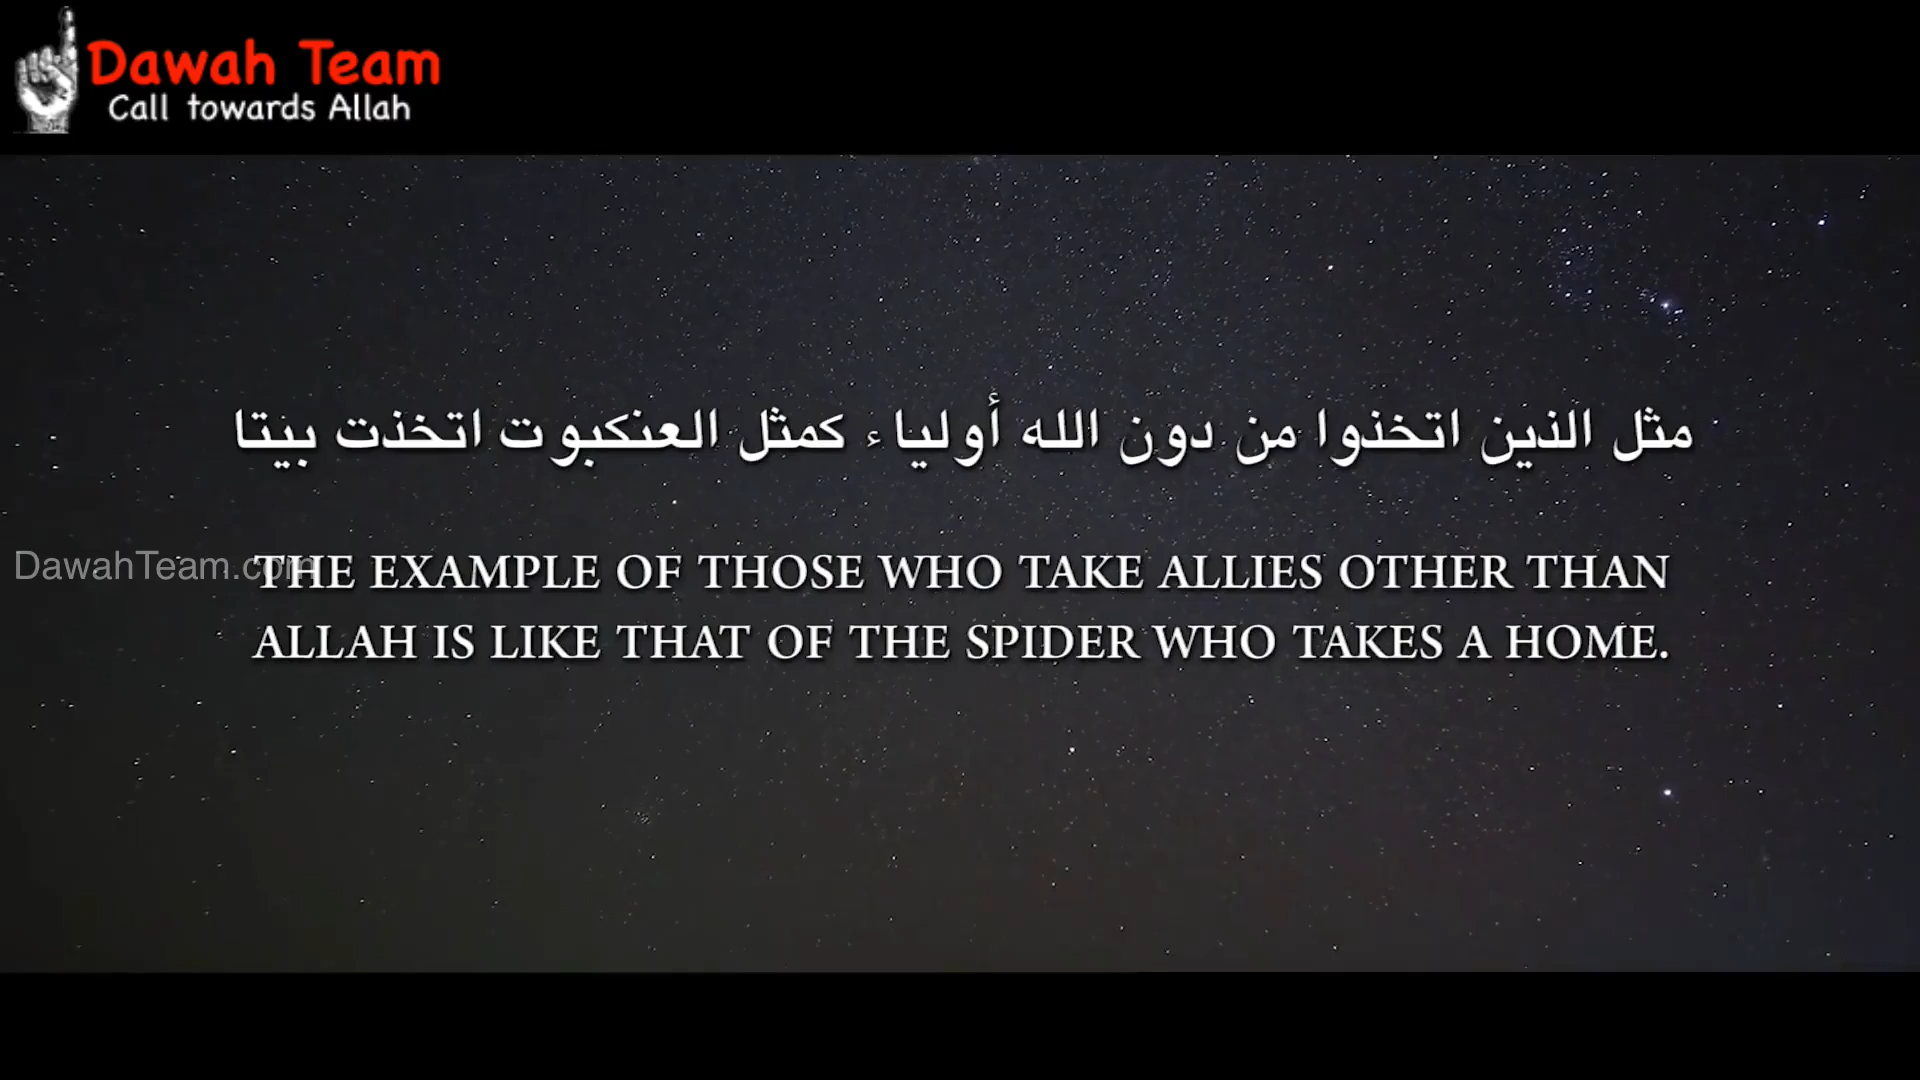 Dawah Team
Call towards Allah
مثل الذين اتخذوا من دون الله أولياء كمثل العنكبوت اتخذت بيتا
DawahTeam.com
THE EXAMPLE OF THOSE WHO TAKE ALLIES OTHER THAN
ALLAH IS LIKE THAT OF THE SPIDER WHO TAKES A HOME.